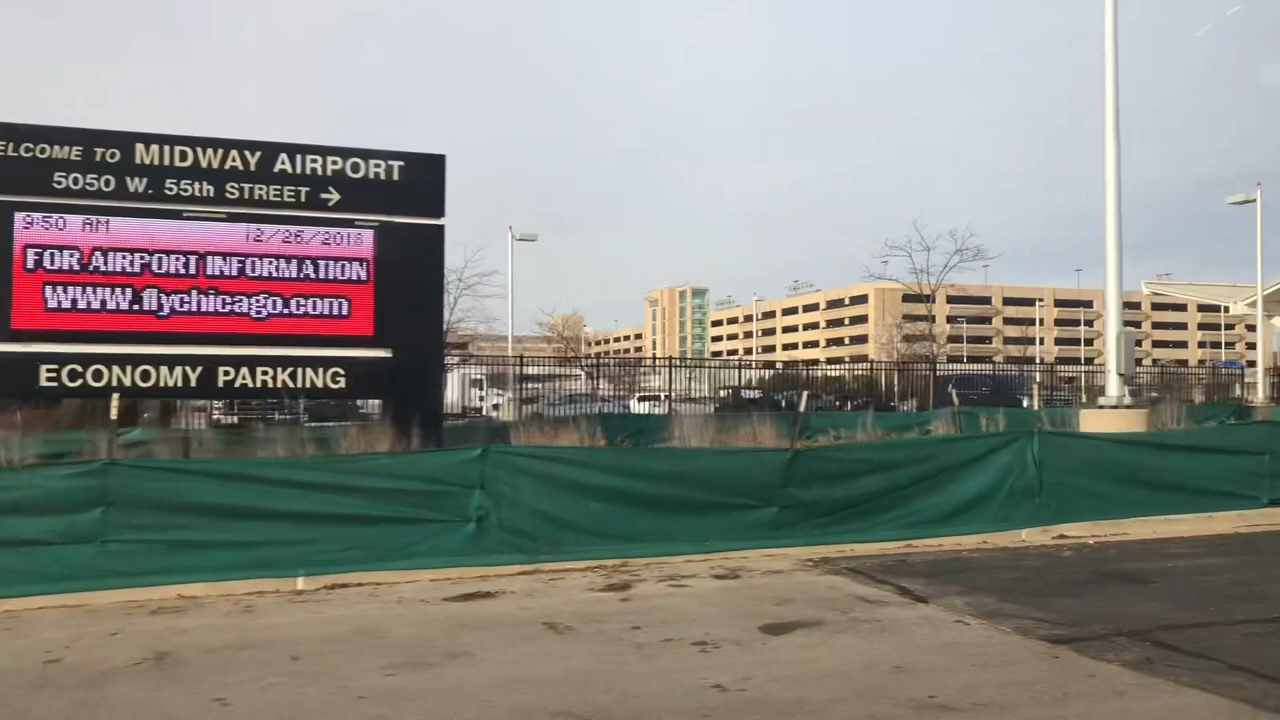 ELCOME TO MIDWAY AIRPORT
5050 W. 55th STREET →
9:50 AM 12/26/2018
FOR AIRPORT INFORMATION
WWW.flychicago.com
ECONOMY PARKING